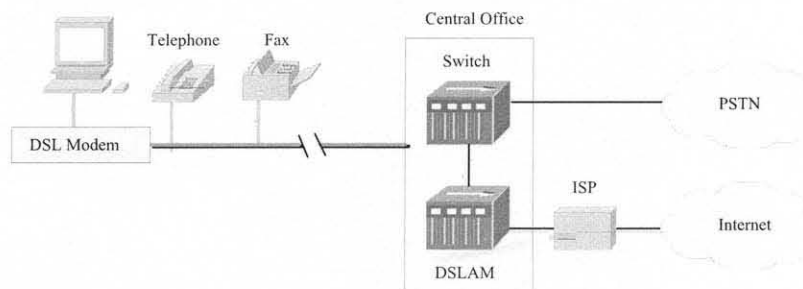 Central Office
Telephone
Fax
Switch
PSTN
DSL Modem
ISP
Internet
DSLAM